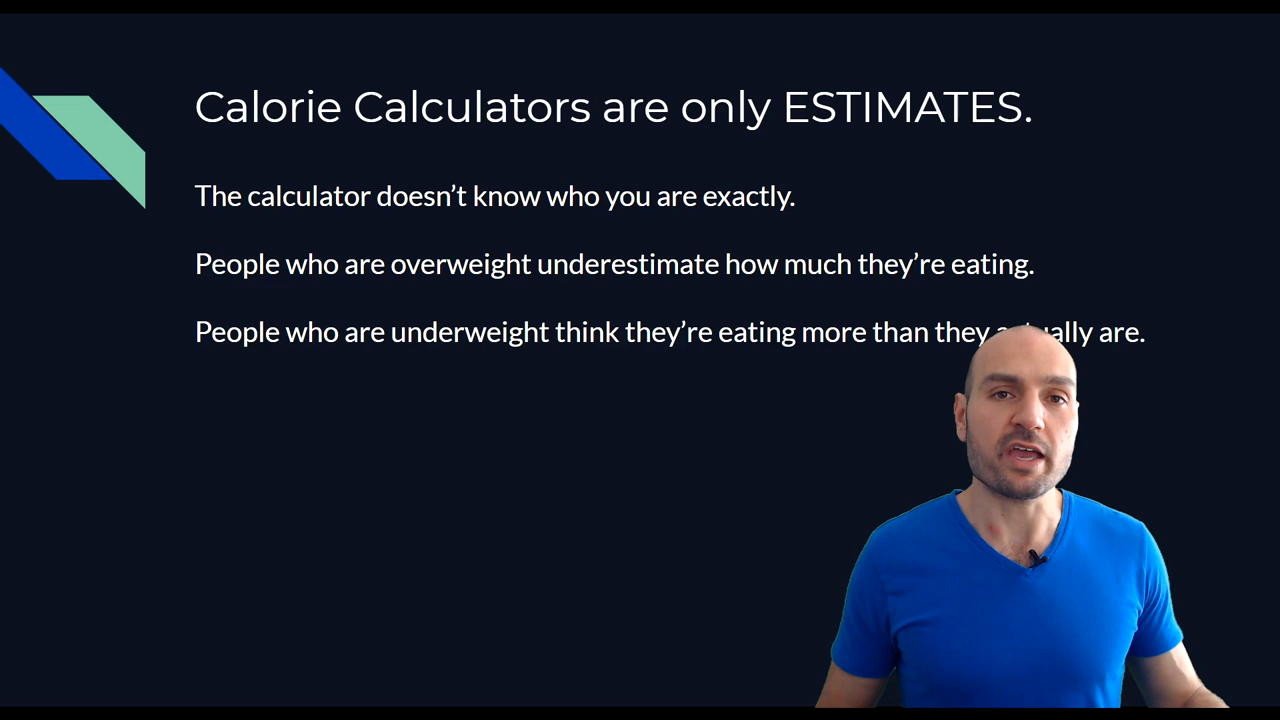 Calorie Calculators are only ESTIMATES.
The calculator doesn’t know who you are exactly.
People who are overweight underestimate how much they’re eating.
People who are underweight think they’re eating more than they actually are.